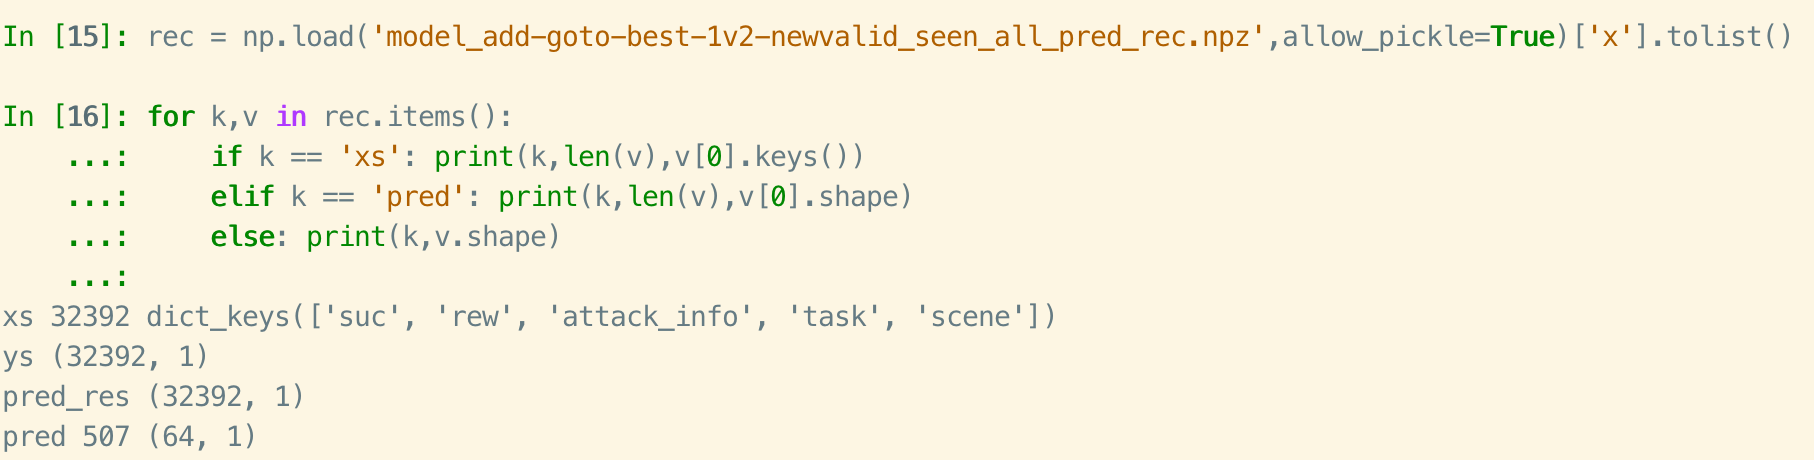 In [15]: rec = np.load('model_add-goto-best-1v2-newvalid_seen_all_pred_rec.npz',allow_pickle=True)['x'].tolist()
In [16]: for k,v in rec.items():
    ...:     if k == 'xs': print(k,len(v),v[0].keys())
    ...:     elif k == 'pred': print(k,len(v),v[0].shape)
    ...:     else: print(k,v.shape)
    ...:
xs 32392 dict_keys(['suc', 'rew', 'attack_info', 'task', 'scene'])
ys (32392, 1)
pred_res (32392, 1)
pred 507 (64, 1)